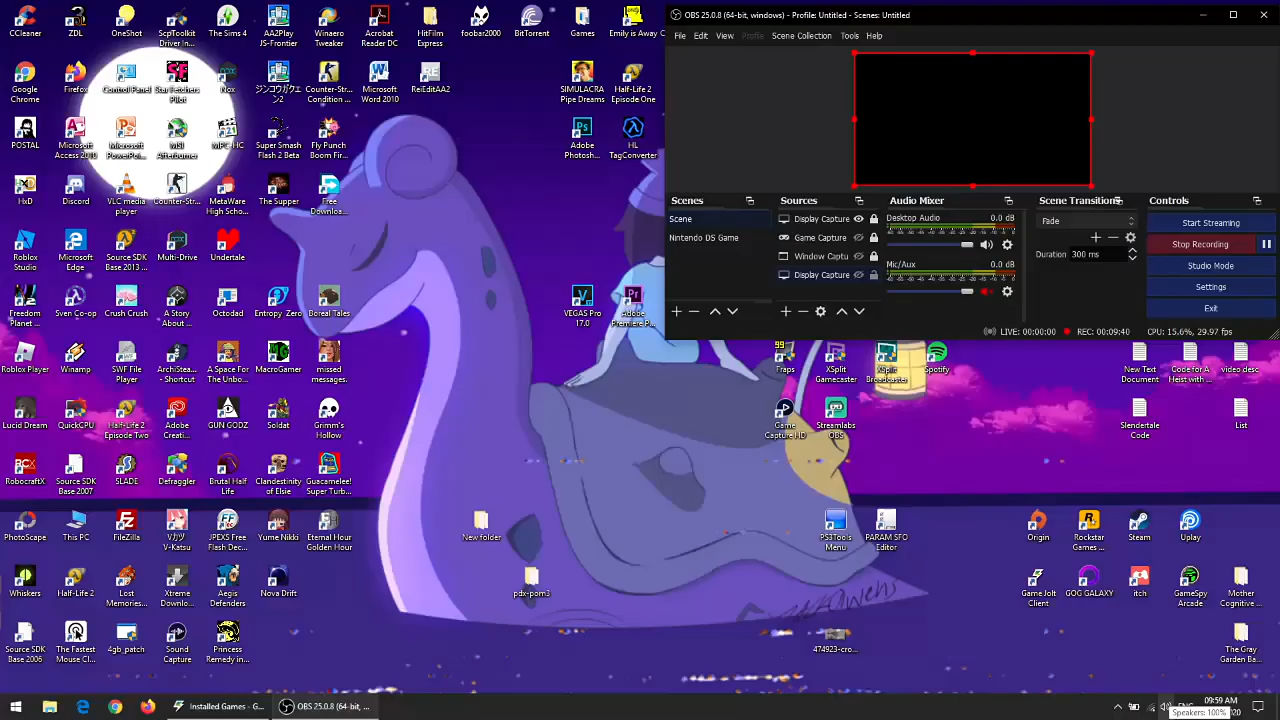 CCleaner
ZDL
OneShot
ScpToolkit
Driver In...
The Sims 4
AA2Play
JS-Frontier
Winaero
Tweaker
Acrobat
Reader DC
HitFilm
Express
foobar2000
BitTorrent
Games
Emily is Away
OBS 25.0.8 (64-bit, windows) - Profile: Untitled - Scenes: Untitled
File
Edit
View
Profile
Scene Collection
Tools
Help
Google
Chrome
Firefox
Control Panel
Star Fetchers
Pilot
Nox
ジンコウガクエ
ン2
Counter-Str...
Condition ...
Microsoft
Word 2010
ReiEditAA2
SIMULACRA
Pipe Dreams
Half-Life 2
Episode One
POSTAL
Microsoft
Access 2010
Microsoft
PowerPoi...
MSI
Afterburner
MPC-HC
Super Smash
Flash 2 Beta
Fly Punch
Boom Fir...
Adobe
Photosh...
HL
TagConverter
HxD
Discord
VLC media
player
Counter-Str...
MetaWare
High Scho...
The Supper
Free
Downloa...
Scenes
Sources
Audio Mixer
Scene Transitions
Controls
Scene
Nintendo DS Game
Display Capture
Game Capture
Window Captu
Display Capture
Desktop Audio
0.0 dB
Mic/Aux
0.0 dB
Fade
Duration
300 ms
Start Streaming
Stop Recording
Studio Mode
Settings
Exit
LIVE: 00:00:00
REC: 00:09:40
CPU: 15.6%, 29.97 fps
Roblox
Studio
Microsoft
Edge
Source SDK
Base 2013 ...
Multi-Drive
Undertale
Freedom
Planet ...
Sven Co-op
Crush Crush
A Story
About ...
Octodad
Entropy Zero
Boreal Tales
VEGAS Pro
17.0
Adobe
Premiere P...
Roblox Player
Winamp
SWF File
Player
ArchiStea...
- Shortcut
A Space For
The Unbo...
MacroGamer
missed
messages.
Fraps
XSplit
Gamecaster
XSplit
Broadcaster
Spotify
New Text
Document
Code for A
Heist with ...
video desc
Lucid Dream
QuickCPU
Half-Life 2
Episode Two
Adobe
Creati...
GUN GODZ
Soldat
Grimm's
Hollow
Game
Capture HD
Streamlabs
OBS
Slendertale
Code
List
RobocraftX
Source SDK
Base 2007
SLADE
Defraggler
Brutal Half
Life
Clandestinity
of Elsie
Guacamelee!
Super Turb...
PhotoScape
This PC
FileZilla
Vカツ
V-Katsu
JPEXS Free
Flash Dec...
Yume Nikki
Eternal Hour
Golden Hour
New folder
PS3Tools
Menu
PARAM SFO
Editor
Origin
Rockstar
Games ...
Steam
Uplay
Whiskers
Half-Life 2
Lost
Memories...
Xtreme
Downlo...
Aegis
Defenders
Nova Drift
pdx-pom3
Game Jolt
Client
GOG GALAXY
itch
GameSpy
Arcade
Mother
Cognitive ...
Source SDK
Base 2006
The Fastest
Mouse Cl...
4gb_patch
Sound
Capture
Princess
Remedy in...
474923-cro...
The Gray
Garden Ba...
Installed Games - G...
OBS 25.0.8 (64-bit, ...
09:59 AM
Speakers: 100%